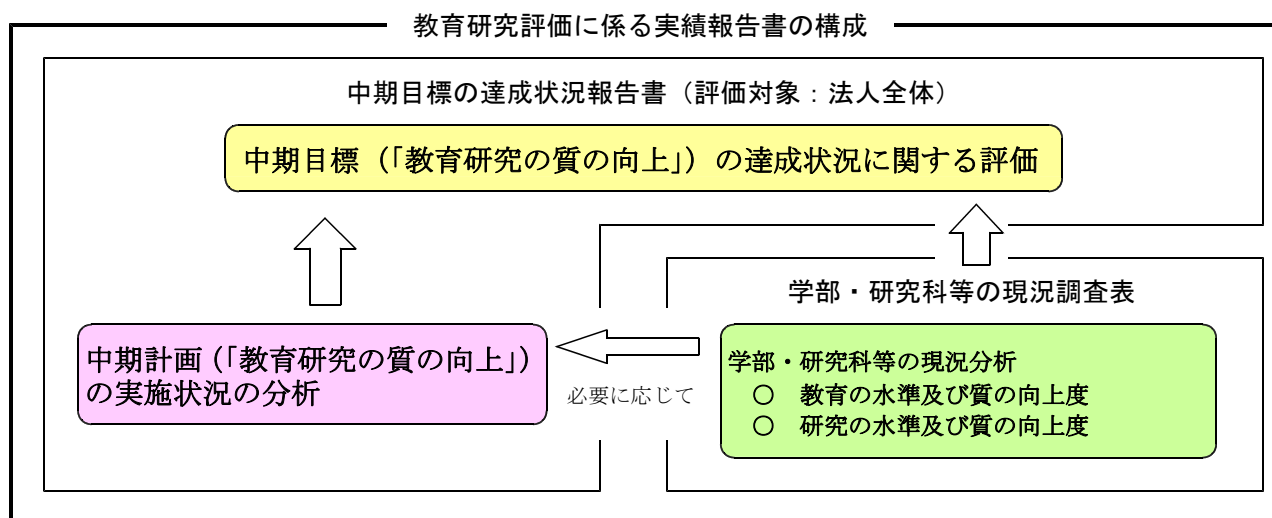 教育研究評価に係る実績報告書の構成
中期目標の達成状況報告書（評価対象：法人全体）
中期目標（「教育研究の質の向上」）の達成状況に関する評価
学部・研究科等の現況調査表
中期計画（「教育研究の質の向上」）
の実施状況の分析
必要に応じて
学部・研究科等の現況分析
○　教育の水準及び質の向上度
○　研究の水準及び質の向上度